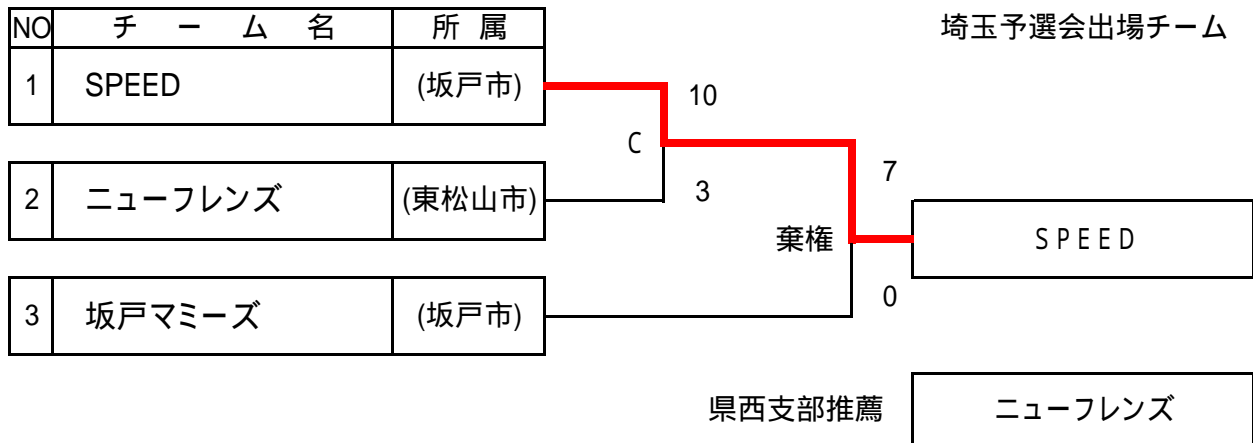 NO チーム名 所属 埼玉予選会出場チーム
1 SPEED (坂戸市)
10
C
2 ニューフレンズ (東松山市)
3
7
棄権
SPEED
0
3 坂戸マミーズ (坂戸市)
県西支部推薦 ニューフレンズ